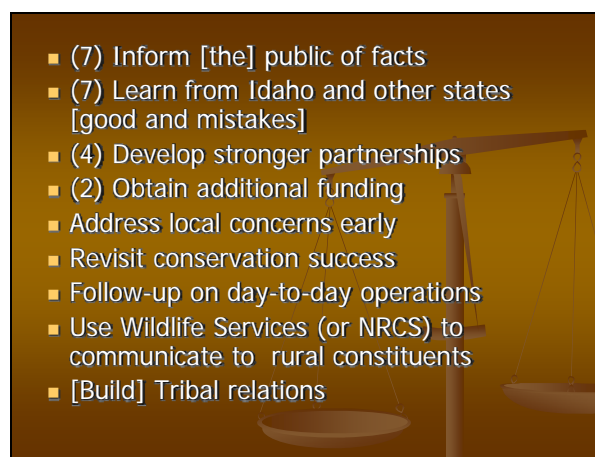 (7) Inform [the] public of facts
(7) Learn from Idaho and other states
[good and mistakes]
(4) Develop stronger partnerships
(2) Obtain additional funding
Address local concerns early
Revisit conservation success
Follow-up on day-to-day operations
Use Wildlife Services (or NRCS) to
communicate to  rural constituents
[Build] Tribal relations